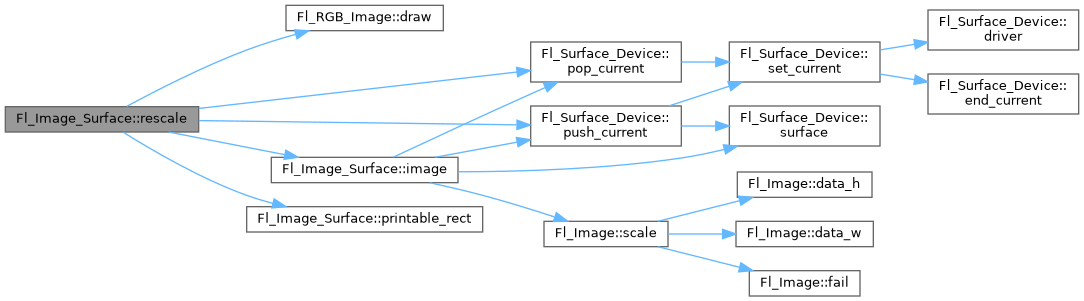 Fl_RGB_Image::draw
Fl_Surface_Device::
driver
Fl_Surface_Device::
pop_current
Fl_Surface_Device::
set_current
Fl_Surface_Device::
end_current
Fl_Image_Surface::rescale
Fl_Surface_Device::
push_current
Fl_Surface_Device::
surface
Fl_Image_Surface::image
Fl_Image::data_h
Fl_Image_Surface::printable_rect
Fl_Image::scale
Fl_Image::data_w
Fl_Image::fail